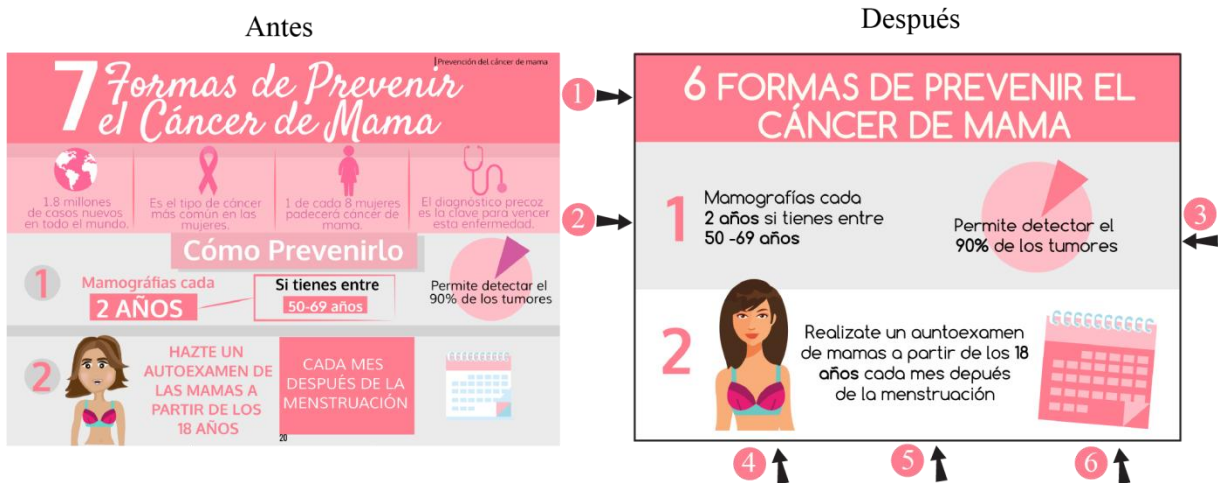 Antes
Prevención del cáncer de mama
7 Formas de Prevenir
el Cáncer de Mama
1.8 millones
de casos nuevos
en todo el mundo.
Es el tipo de cáncer
más común en las
mujeres.
1 de cada 8 mujeres
padecerá cáncer de
mama.
El diagnóstico precoz
es la clave para vencer
esta enfermedad.
Cómo Prevenirlo
1
Mamográfias cada
2 AÑOS
Si tienes entre
50-69 años
Permite detectar el
90% de los tumores
2
HAZTE UN
AUTOEXAMEN DE
LAS MAMAS A
PARTIR DE LOS
18 AÑOS
CADA MES
DESPUÉS DE LA
MENSTRUACIÓN
20
Después
1
2
3
4
5
6
6 FORMAS DE PREVENIR EL
CÁNCER DE MAMA
1
Mamografías cada
2 años si tienes entre
50 -69 años
Permite detectar el
90% de los tumores
2
Realizate un auntoexamen
de mamas a partir de los 18
años cada mes depués
de la menstruación